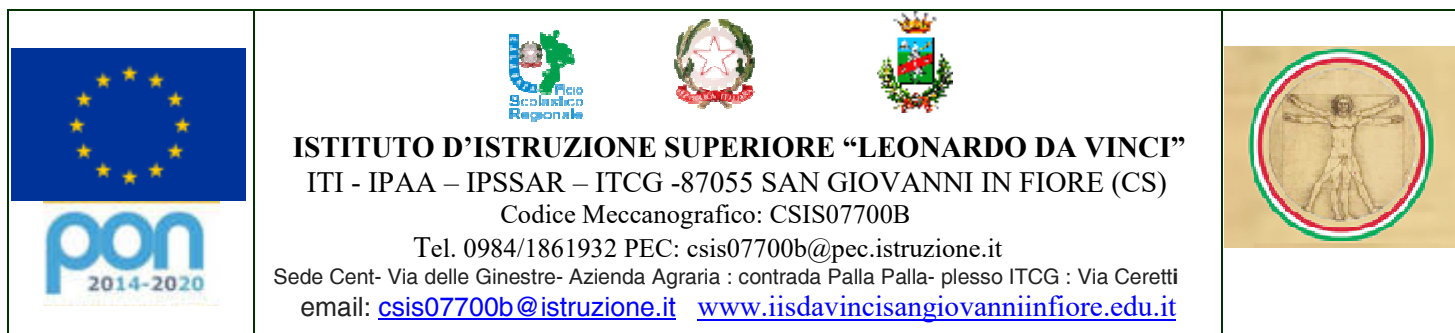 pon
2014-2020
Ufficio
Scolastico
Regionale
ISTITUTO D’ISTRUZIONE SUPERIORE “LEONARDO DA VINCI”
ITI - IPAA – IPSSAR – ITCG -87055 SAN GIOVANNI IN FIORE (CS)
Codice Meccanografico: CSIS07700B
Tel. 0984/1861932 PEC: csis07700b@pec.istruzione.it
Sede Cent- Via delle Ginestre- Azienda Agraria : contrada Palla Palla- plesso ITCG : Via Ceretti
email: csis07700b@istruzione.it www.iisdavincisangiovanniinfiore.edu.it